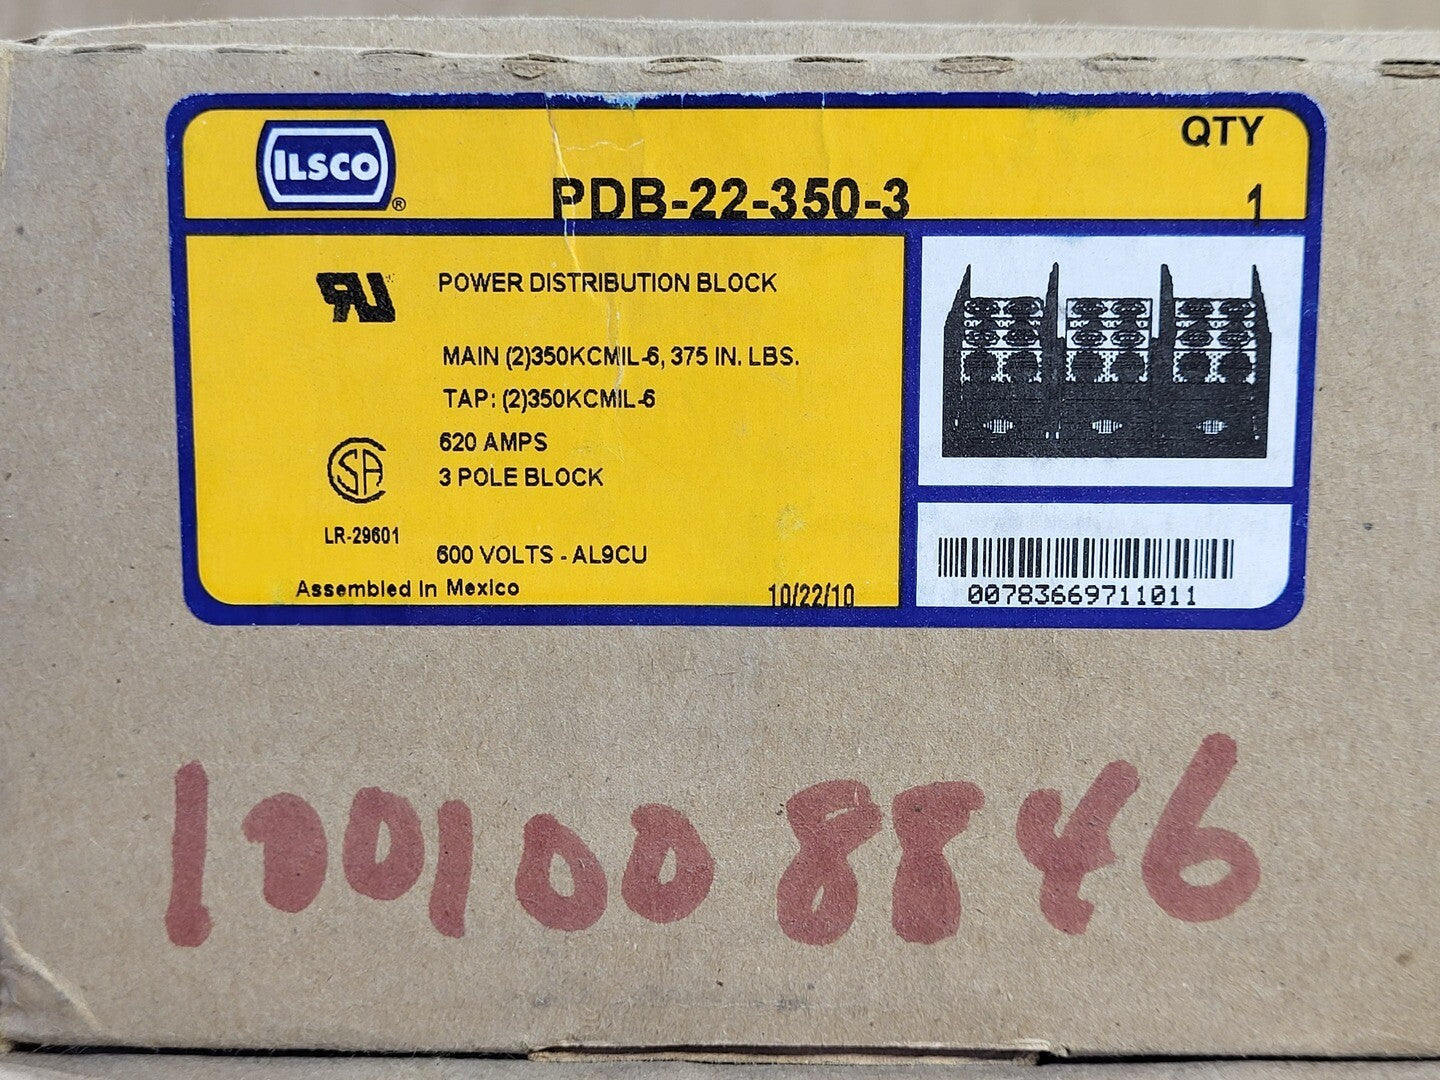 ILSCO
®
PDB-22-350-3
QTY
1
RU
POWER DISTRIBUTION BLOCK
MAIN (2)350KCMIL-6, 375 IN. LBS.
TAP: (2)350KCMIL-6
620 AMPS
3 POLE BLOCK
CSA
LR-29601
600 VOLTS - AL9CU
Assembled In Mexico
10/22/10
00783669711011
1001008846